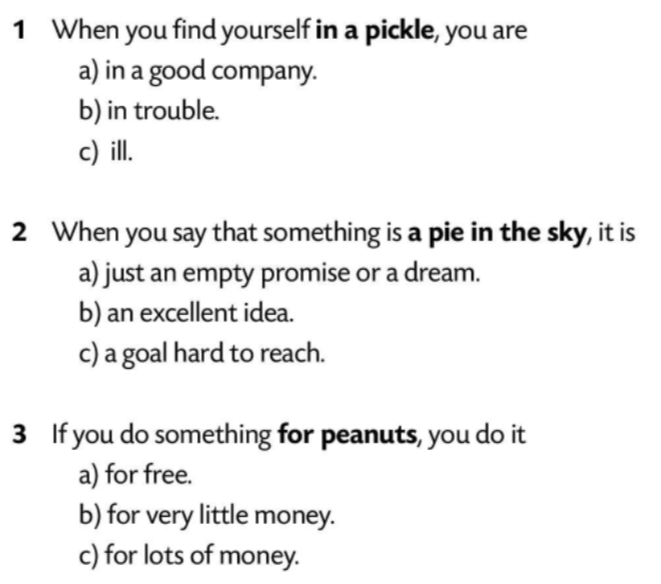 1 When you find yourself in a pickle, you are
a) in a good company.
b) in trouble.
c) ill.
2 When you say that something is a pie in the sky, it is
a) just an empty promise or a dream.
b) an excellent idea.
c) a goal hard to reach.
3 If you do something for peanuts, you do it
a) for free.
b) for very little money.
c) for lots of money.